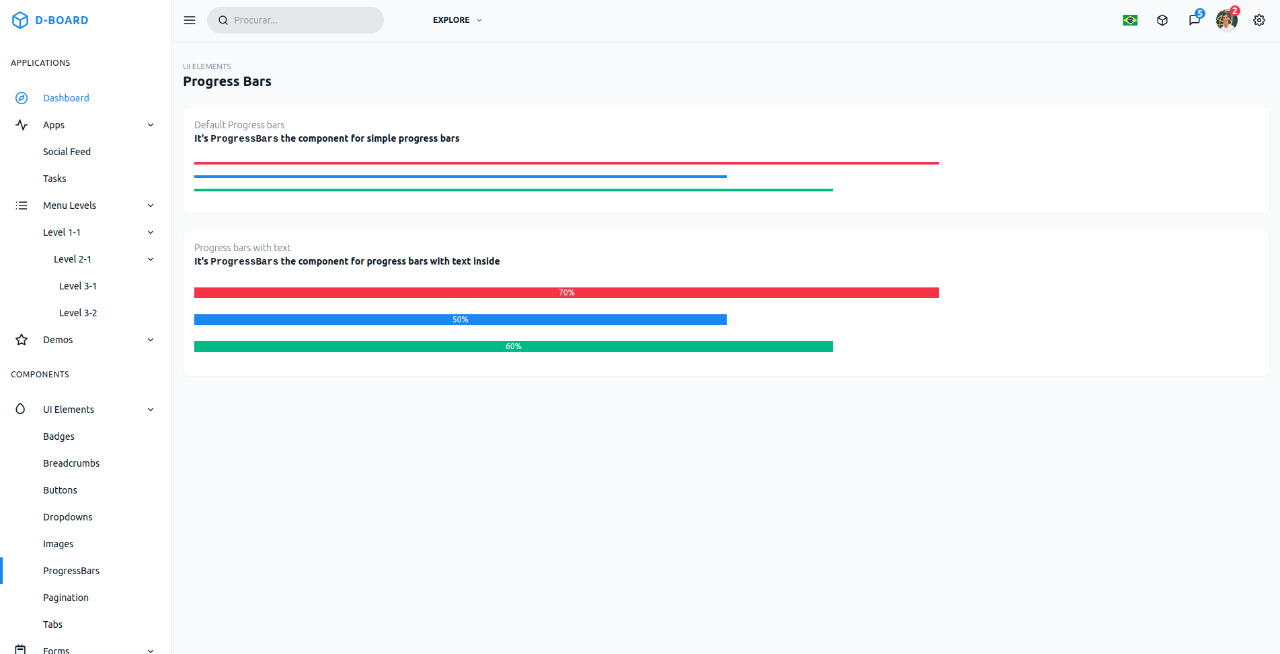 D-BOARD
Procurar...
EXPLORE
5
2
APPLICATIONS
Dashboard
Apps
Social Feed
Tasks
Menu Levels
Level 1-1
Level 2-1
Level 3-1
Level 3-2
Demos
COMPONENTS
UI Elements
Badges
Breadcrumbs
Buttons
Dropdowns
Images
ProgressBars
Pagination
Tabs
Forms
UI ELEMENTS
Progress Bars
Default Progress bars
It's ProgressBars the component for simple progress bars
Progress bars with text
It's ProgressBars the component for progress bars with text inside
70%
50%
60%